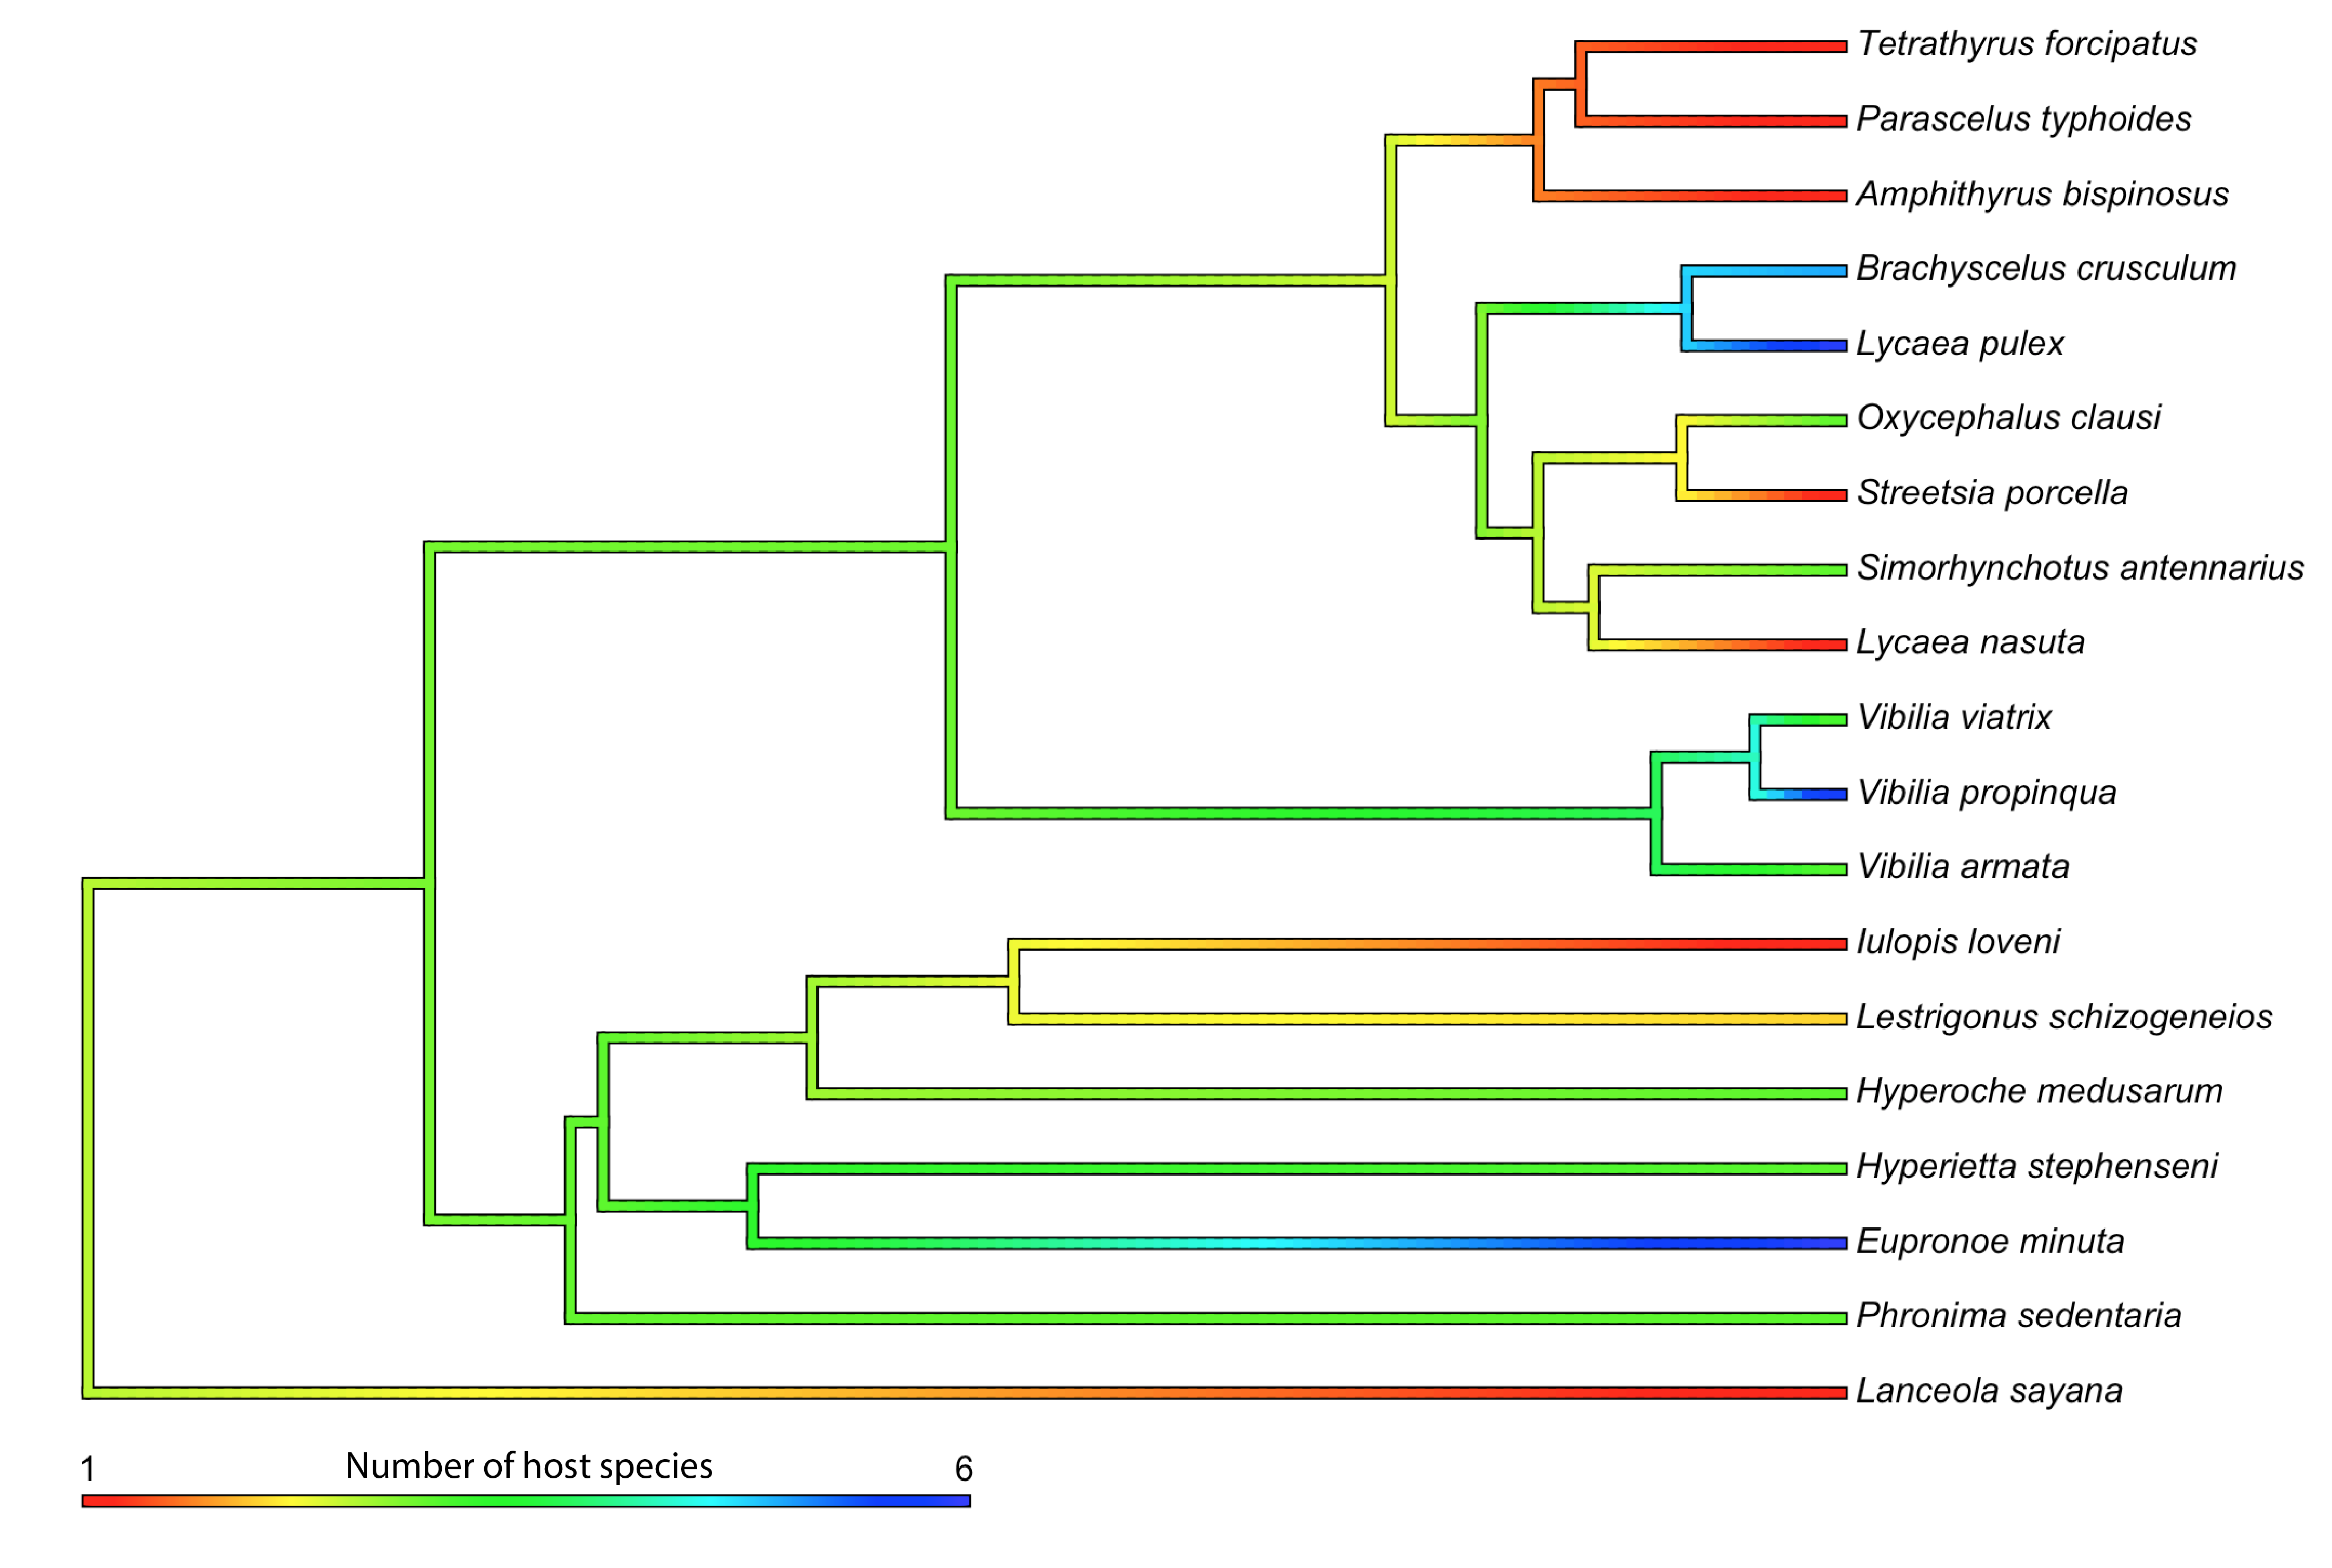 Tetrathyrus forcipatus
Parascelus typhoides
Amphithyrus bispinosus
Brachyscelus crusculum
Lycaea pulex
Oxycephalus clausi
Streetsia porcella
Simorhynchotus antennarius
Lycaea nasuta
Vibilia viatrix
Vibilia propinqua
Vibilia armata
Iulopis loveni
Lestrigonus schizogeneios
Hyperoche medusarum
Hyperietta stephenseni
Eupronoe minuta
Phronima sedentaria
Lanceola sayana
1 Number of host species 6